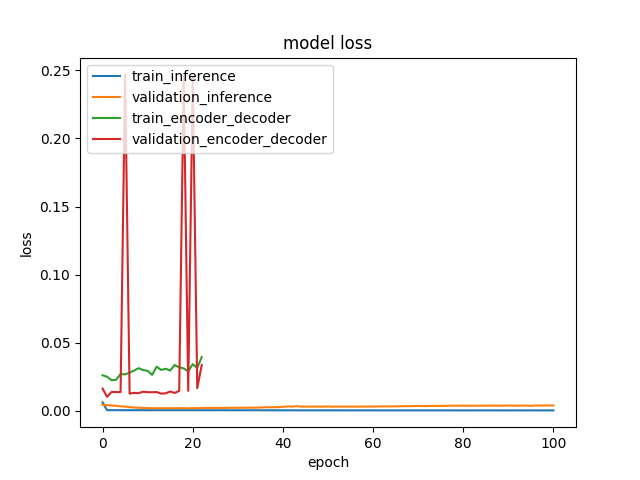 model loss
train_inference
validation_inference
train_encoder_decoder
validation_encoder_decoder
0.25
0.20
0.15
0.10
0.05
0.00
loss
0
20
40
60
80
100
epoch